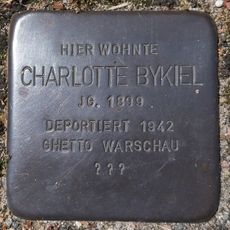 HIER WOHNTE
CHARLOTTE BYKIEL
JG. 1899
DEPORTIERT 1942
GHETTO WARSCHAU
? ? ?